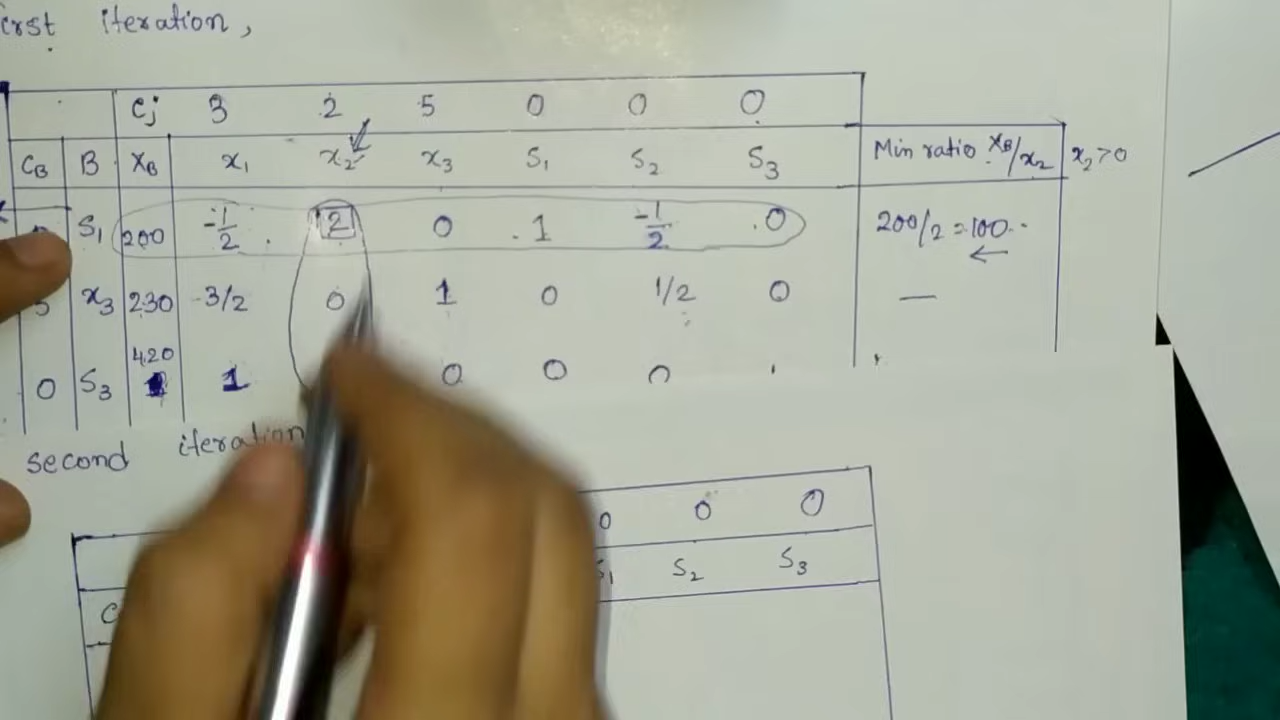 irst iteration,
Cj 3 2 5 0 0 0
CB B XB x1 x2 x3 S1 S2 S3 Min ratio XB/x2 x2>0
S1 200 -1/2 2 0 1 -1/2 0 200/2=100
5 x3 230 3/2 0 1 0 1/2 0 —
0 S3 420 1 0 0 0
second iteration
0 0 0
S1 S2 S3
C